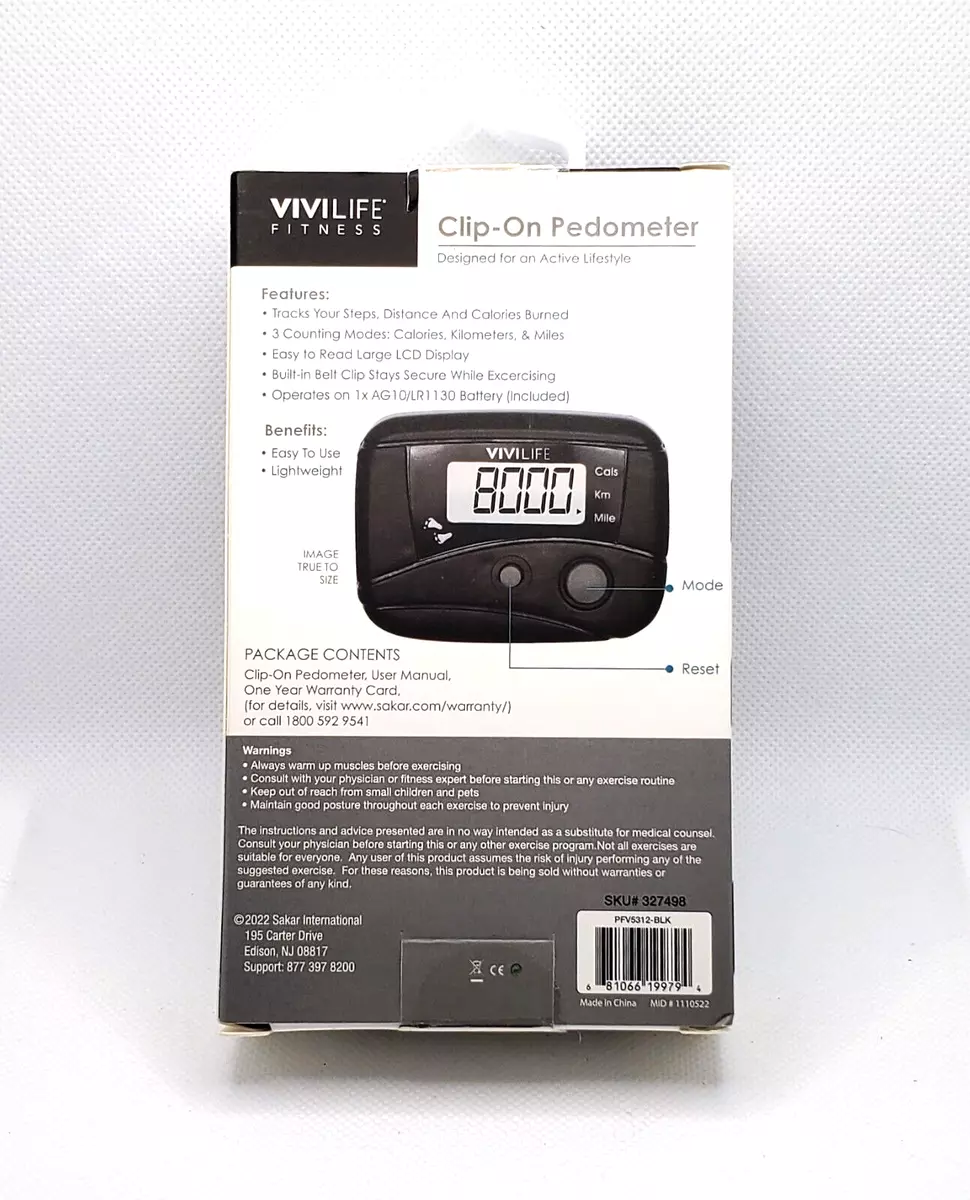 VIVILIFE®
FITNESS
Clip-On Pedometer
Designed for an Active Lifestyle
Features:
• Tracks Your Steps, Distance And Calories Burned
• 3 Counting Modes: Calories, Kilometers, & Miles
• Easy to Read Large LCD Display
• Built-in Belt Clip Stays Secure While Excercising
• Operates on 1x AG10/LR1130 Battery (Included)
Benefits:
• Easy To Use
• Lightweight
VIVILIFE
8000
Cals
Km
Mile
IMAGE
TRUE TO
SIZE
Mode
Reset
PACKAGE CONTENTS
Clip-On Pedometer, User Manual,
One Year Warranty Card,
(for details, visit www.sakar.com/warranty/)
or call 1800 592 9541
Warnings
• Always warm up muscles before exercising
• Consult with your physician or fitness expert before starting this or any exercise routine
• Keep out of reach from small children and pets
• Maintain good posture throughout each exercise to prevent injury
The instructions and advice presented are in no way intended as a substitute for medical counsel.
Consult your physician before starting this or any other exercise program.Not all exercises are
suitable for everyone. Any user of this product assumes the risk of injury performing any of the
suggested exercise. For these reasons, this product is being sold without warranties or
guarantees of any kind.
©2022 Sakar International
195 Carter Drive
Edison, NJ 08817
Support: 877 397 8200
CE
SKU# 327498
PFV5312-BLK
6 81066 19979 4
Made in China MID # 1110522